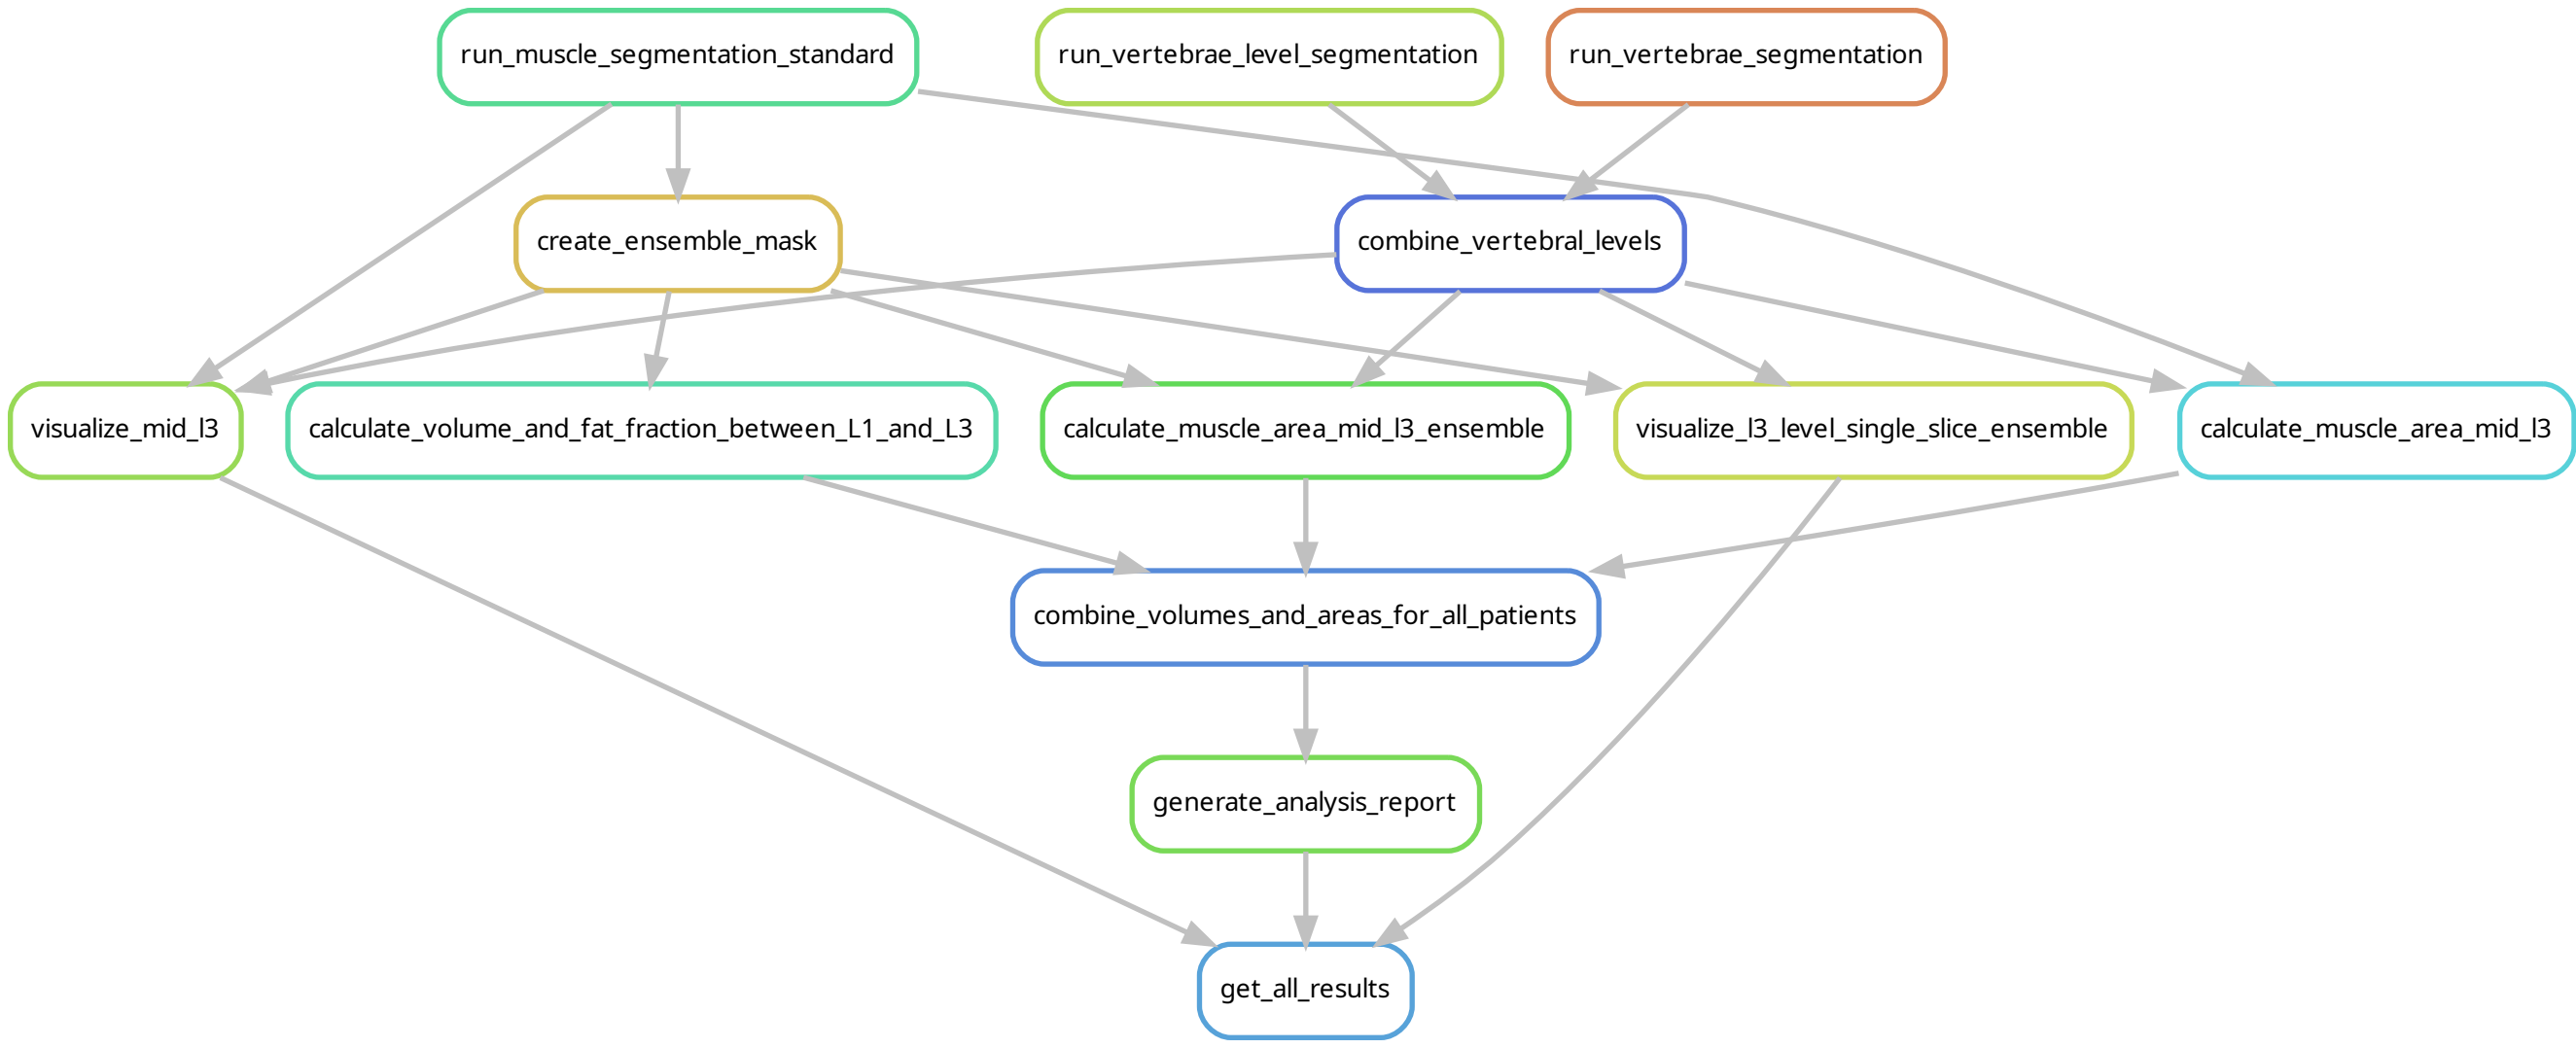 run_muscle_segmentation_standard
run_vertebrae_level_segmentation
run_vertebrae_segmentation
create_ensemble_mask
combine_vertebral_levels
visualize_mid_l3
calculate_volume_and_fat_fraction_between_L1_and_L3
calculate_muscle_area_mid_l3_ensemble
visualize_l3_level_single_slice_ensemble
calculate_muscle_area_mid_l3
combine_volumes_and_areas_for_all_patients
generate_analysis_report
get_all_results